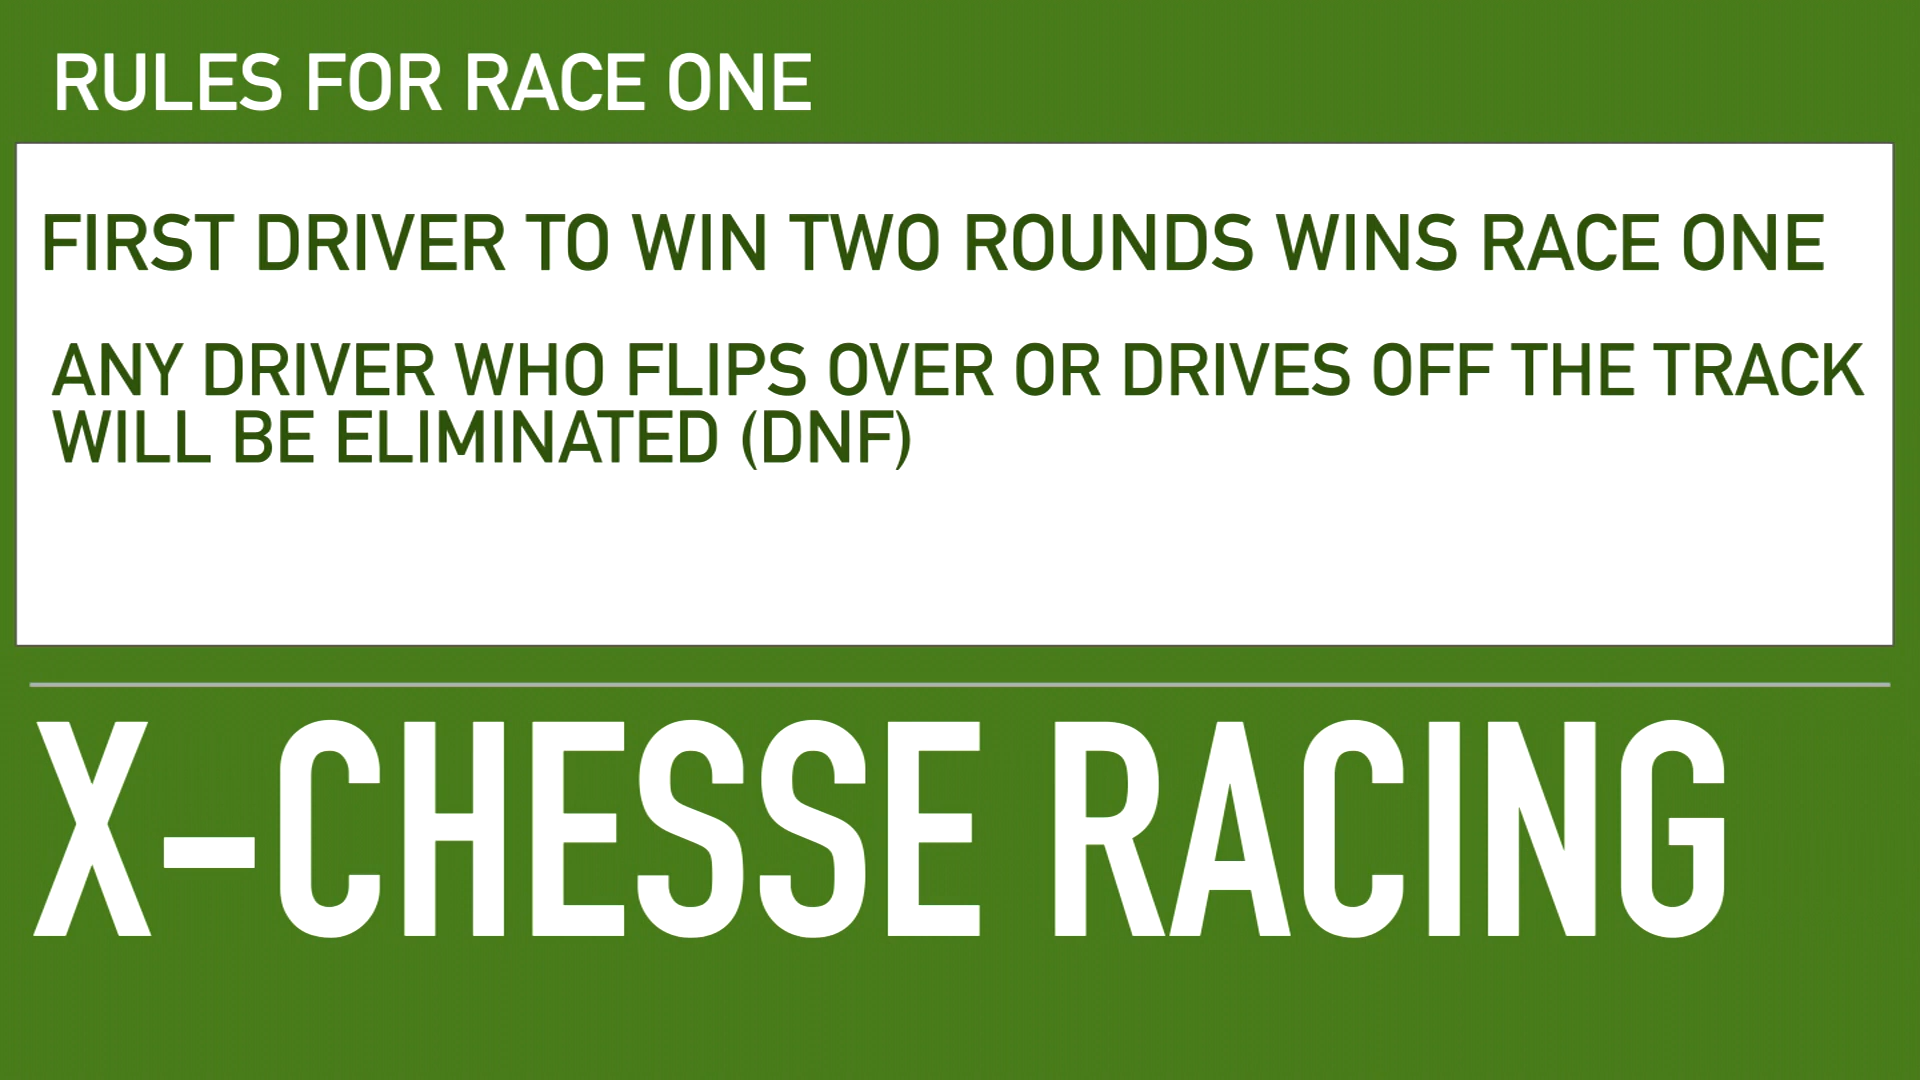 RULES FOR RACE ONE
FIRST DRIVER TO WIN TWO ROUNDS WINS RACE ONE
ANY DRIVER WHO FLIPS OVER OR DRIVES OFF THE TRACK
WILL BE ELIMINATED (DNF)
X-CHESSE RACING